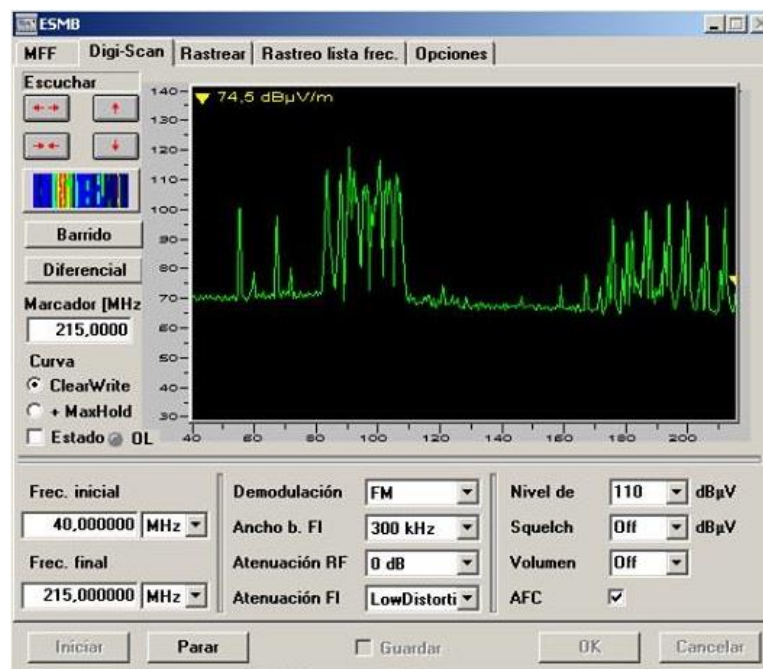 ESMB
MFF Digi-Scan Rastrear Rastreo lista frec. Opciones
Escuchar
Barrido
Diferencial
Marcador [MHz
215,0000
Curva
ClearWrite
+ MaxHold
Estado OL
74,5 dBµV/m
140
130
120
110
100
90
80
70
60
50
40
30
40 60 80 100 120 140 160 180 200
Frec. inicial
40,000000 MHz
Frec. final
215,000000 MHz
Demodulación FM
Ancho b. FI 300 kHz
Atenuación RF 0 dB
Atenuación FI LowDistorti
Nivel de 110 dBµV
Squelch Off dBµV
Volumen Off
AFC
Iniciar Parar Guardar OK Cancelar